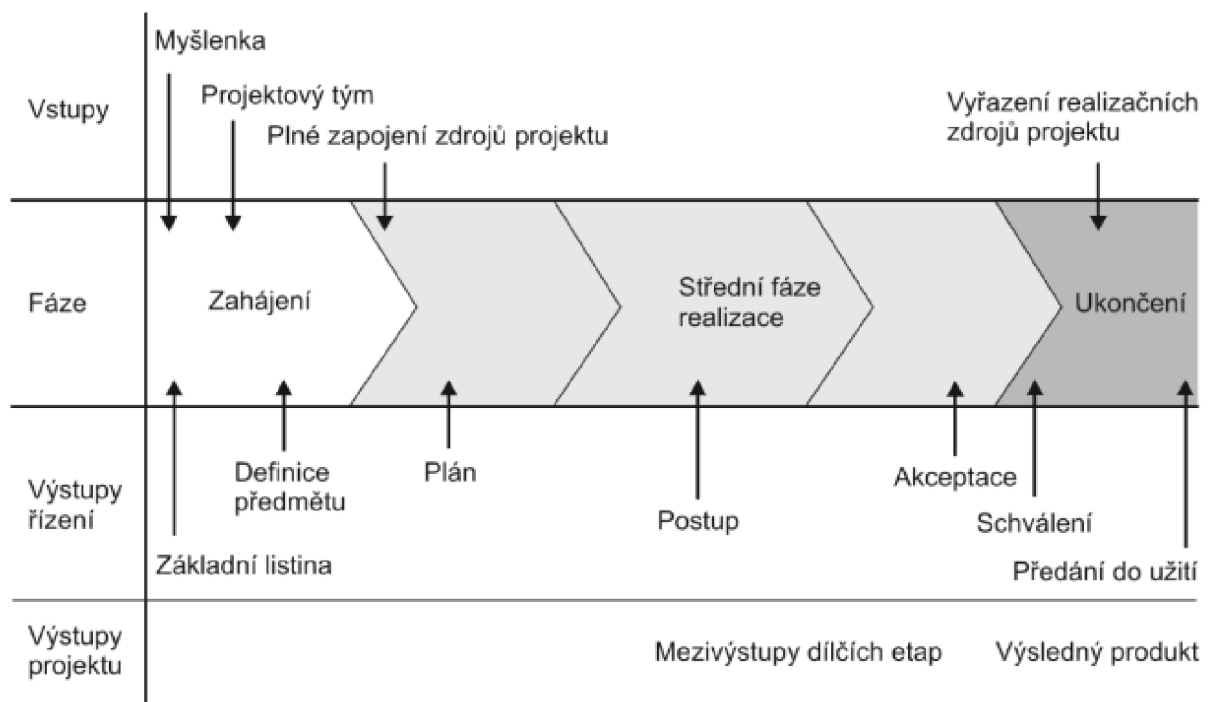 Myšlenka
Vstupy
Projektový tým
Plné zapojení zdrojů projektu
Vyřazení realizačních
zdrojů projektu
Fáze
Zahájení
Střední fáze
realizace
Ukončení
Výstupy
řízení
Definice
předmětu
Plán
Akceptace
Postup
Schválení
Základní listina
Předání do užití
Výstupy
projektu
Mezivýstupy dílčích etap
Výsledný produkt